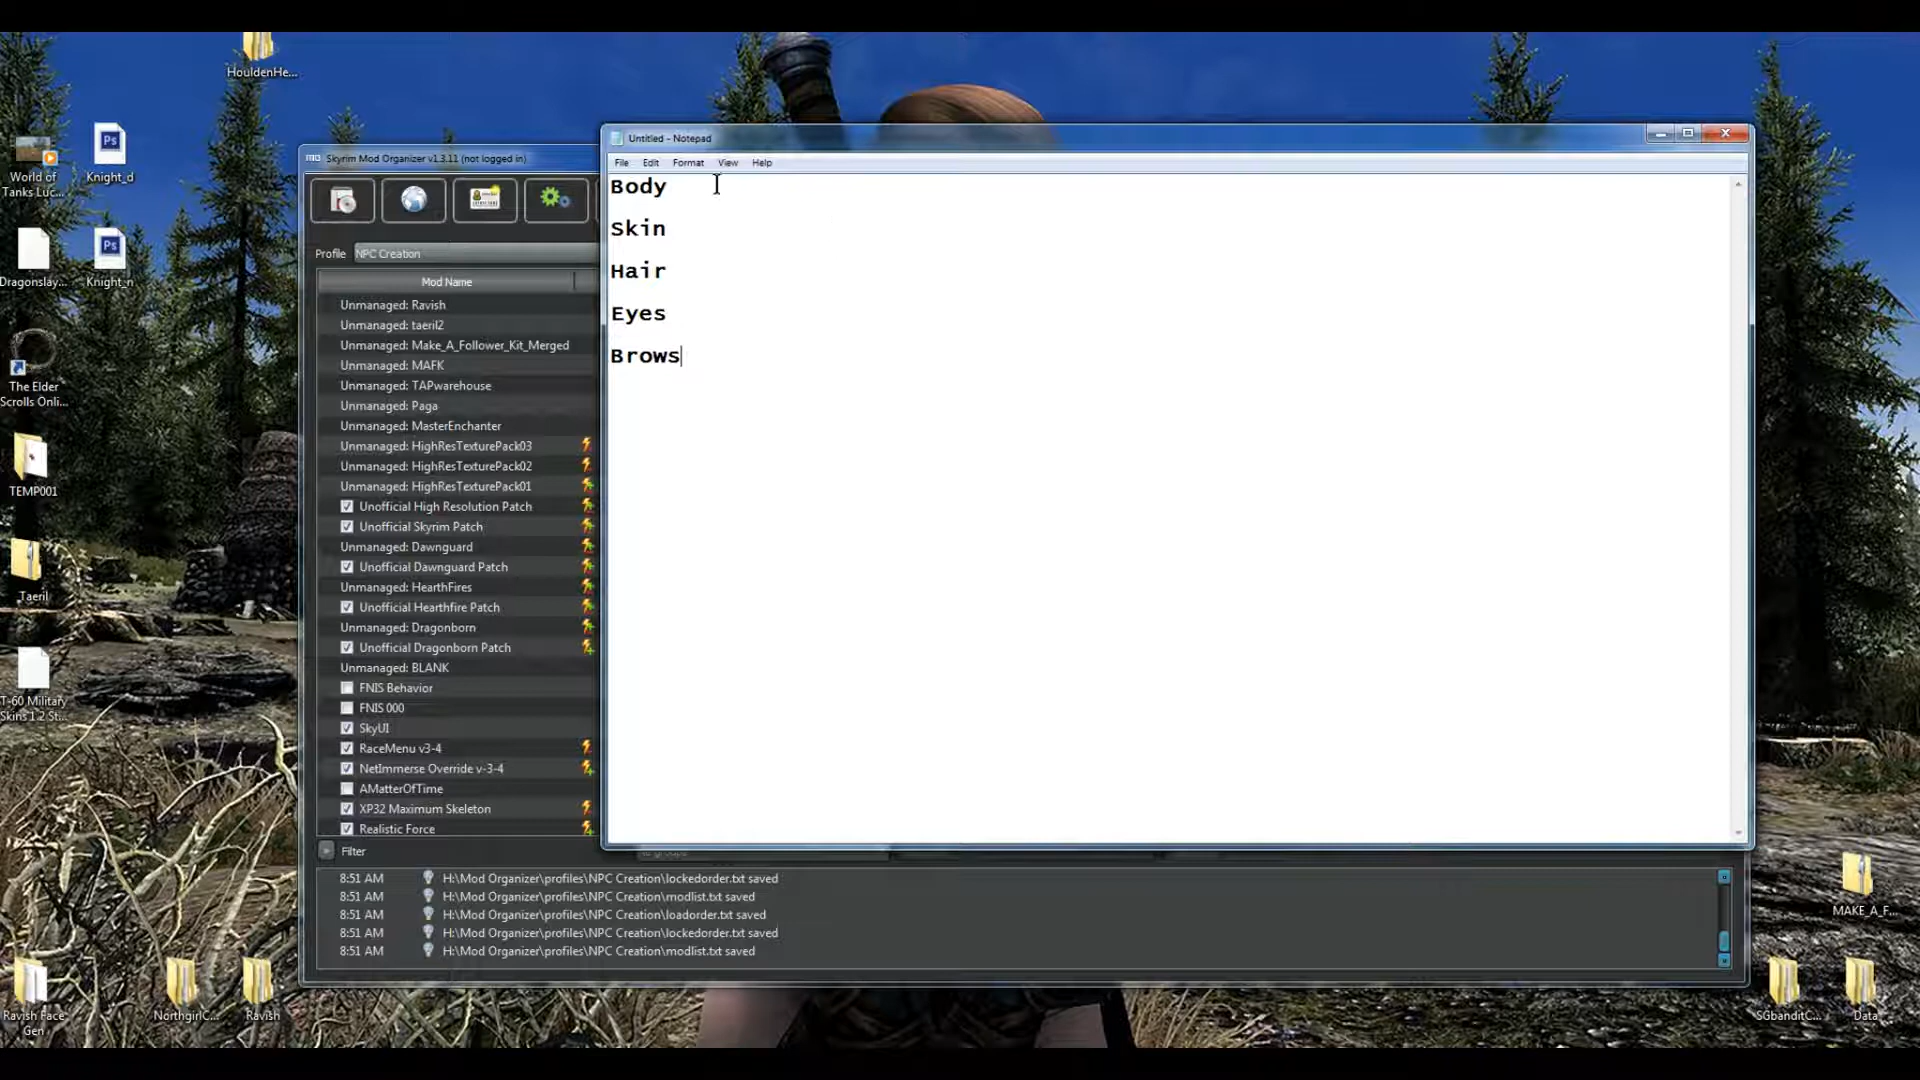 HouldenHe...
World of
Tanks Luc...
Knight_d
Dragonslay...
Knight_n
The Elder
Scrolls Onli...
TEMP001
Taeril
T-60 Military
Skins 1.2 St...
Ravish Face
Gen
NorthgirlC...
Ravish
MAKE_A_F...
SGbanditC...
Data
Skyrim Mod Organizer v1.3.11 (not logged in)
Profile NPC Creation
Mod Name
Unmanaged: Ravish
Unmanaged: taeril2
Unmanaged: Make_A_Follower_Kit_Merged
Unmanaged: MAFK
Unmanaged: TAPwarehouse
Unmanaged: Paga
Unmanaged: MasterEnchanter
Unmanaged: HighResTexturePack03
Unmanaged: HighResTexturePack02
Unmanaged: HighResTexturePack01
Unofficial High Resolution Patch
Unofficial Skyrim Patch
Unmanaged: Dawnguard
Unofficial Dawnguard Patch
Unmanaged: HearthFires
Unofficial Hearthfire Patch
Unmanaged: Dragonborn
Unofficial Dragonborn Patch
Unmanaged: BLANK
FNIS Behavior
FNIS 000
SkyUI
RaceMenu v3-4
NetImmerse Override v-3-4
AMatterOfTime
XP32 Maximum Skeleton
Realistic Force
Filter
8:51 AM H:\Mod Organizer\profiles\NPC Creation\lockedorder.txt saved
8:51 AM H:\Mod Organizer\profiles\NPC Creation\modlist.txt saved
8:51 AM H:\Mod Organizer\profiles\NPC Creation\loadorder.txt saved
8:51 AM H:\Mod Organizer\profiles\NPC Creation\lockedorder.txt saved
8:51 AM H:\Mod Organizer\profiles\NPC Creation\modlist.txt saved
Untitled - Notepad
File Edit Format View Help
Body
Skin
Hair
Eyes
Brows